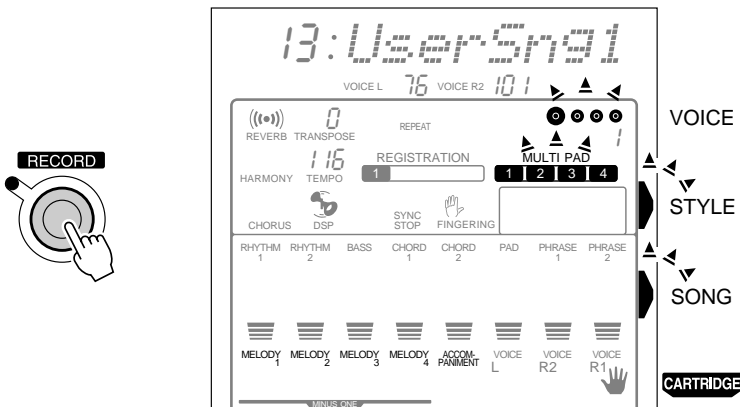 13:UserSng1
VOICE L 76 VOICE R2 101
REVERB
0
TRANSPOSE
REPEAT
1
VOICE
RECORD
HARMONY
116
TEMPO
REGISTRATION
1
MULTI PAD
1 2 3 4
STYLE
CHORUS
DSP
SYNC
STOP
FINGERING
RHYTHM 1
RHYTHM 2
BASS
CHORD 1
CHORD 2
PAD
PHRASE 1
PHRASE 2
SONG
MELODY 1
MELODY 2
MELODY 3
MELODY 4
ACCOM-
PANIMENT
VOICE L
VOICE R2
VOICE R1
CARTRIDGE
MINUS ONE